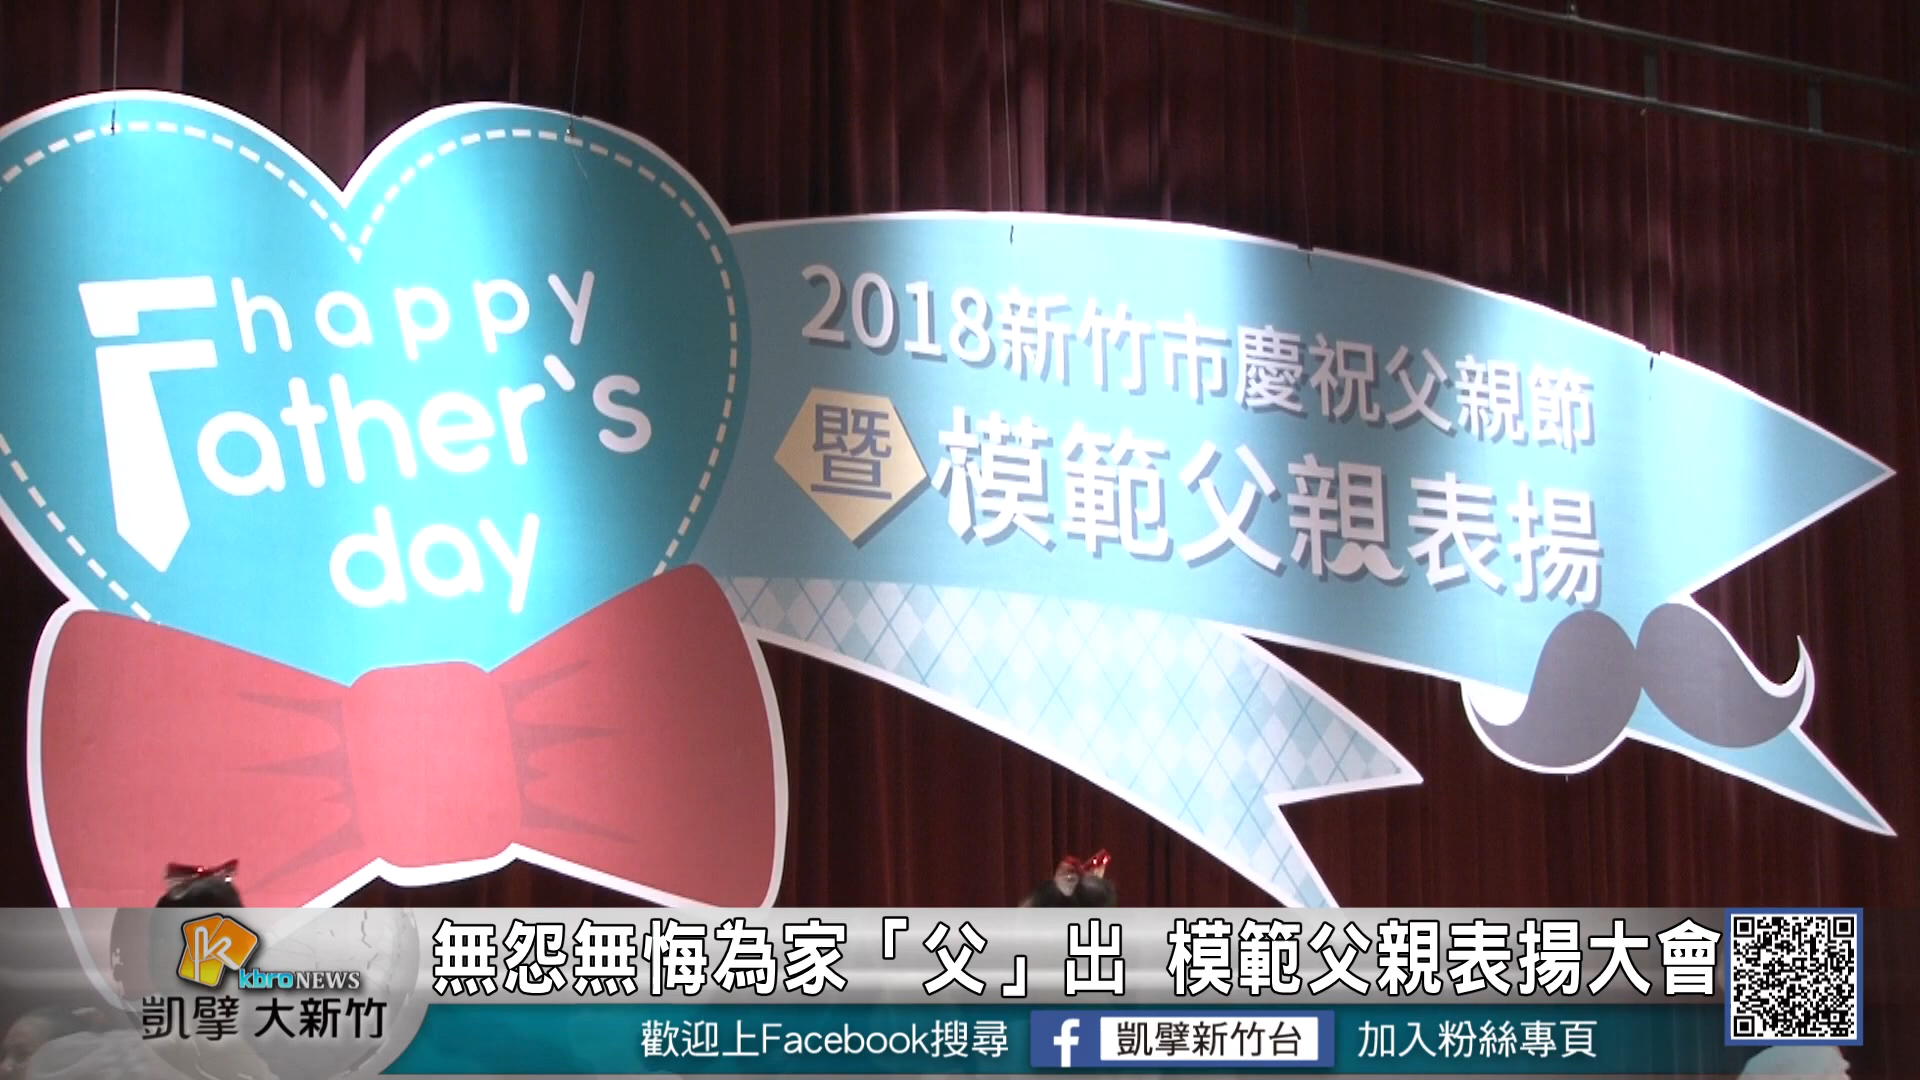 happy
Father's
day
2018新竹市慶祝父親節
暨 模範父親表揚
無怨無悔為家「父」出 模範父親表揚大會
kbro NEWS
凱擘 大新竹
歡迎上Facebook搜尋 f 凱擘新竹台 加入粉絲專頁